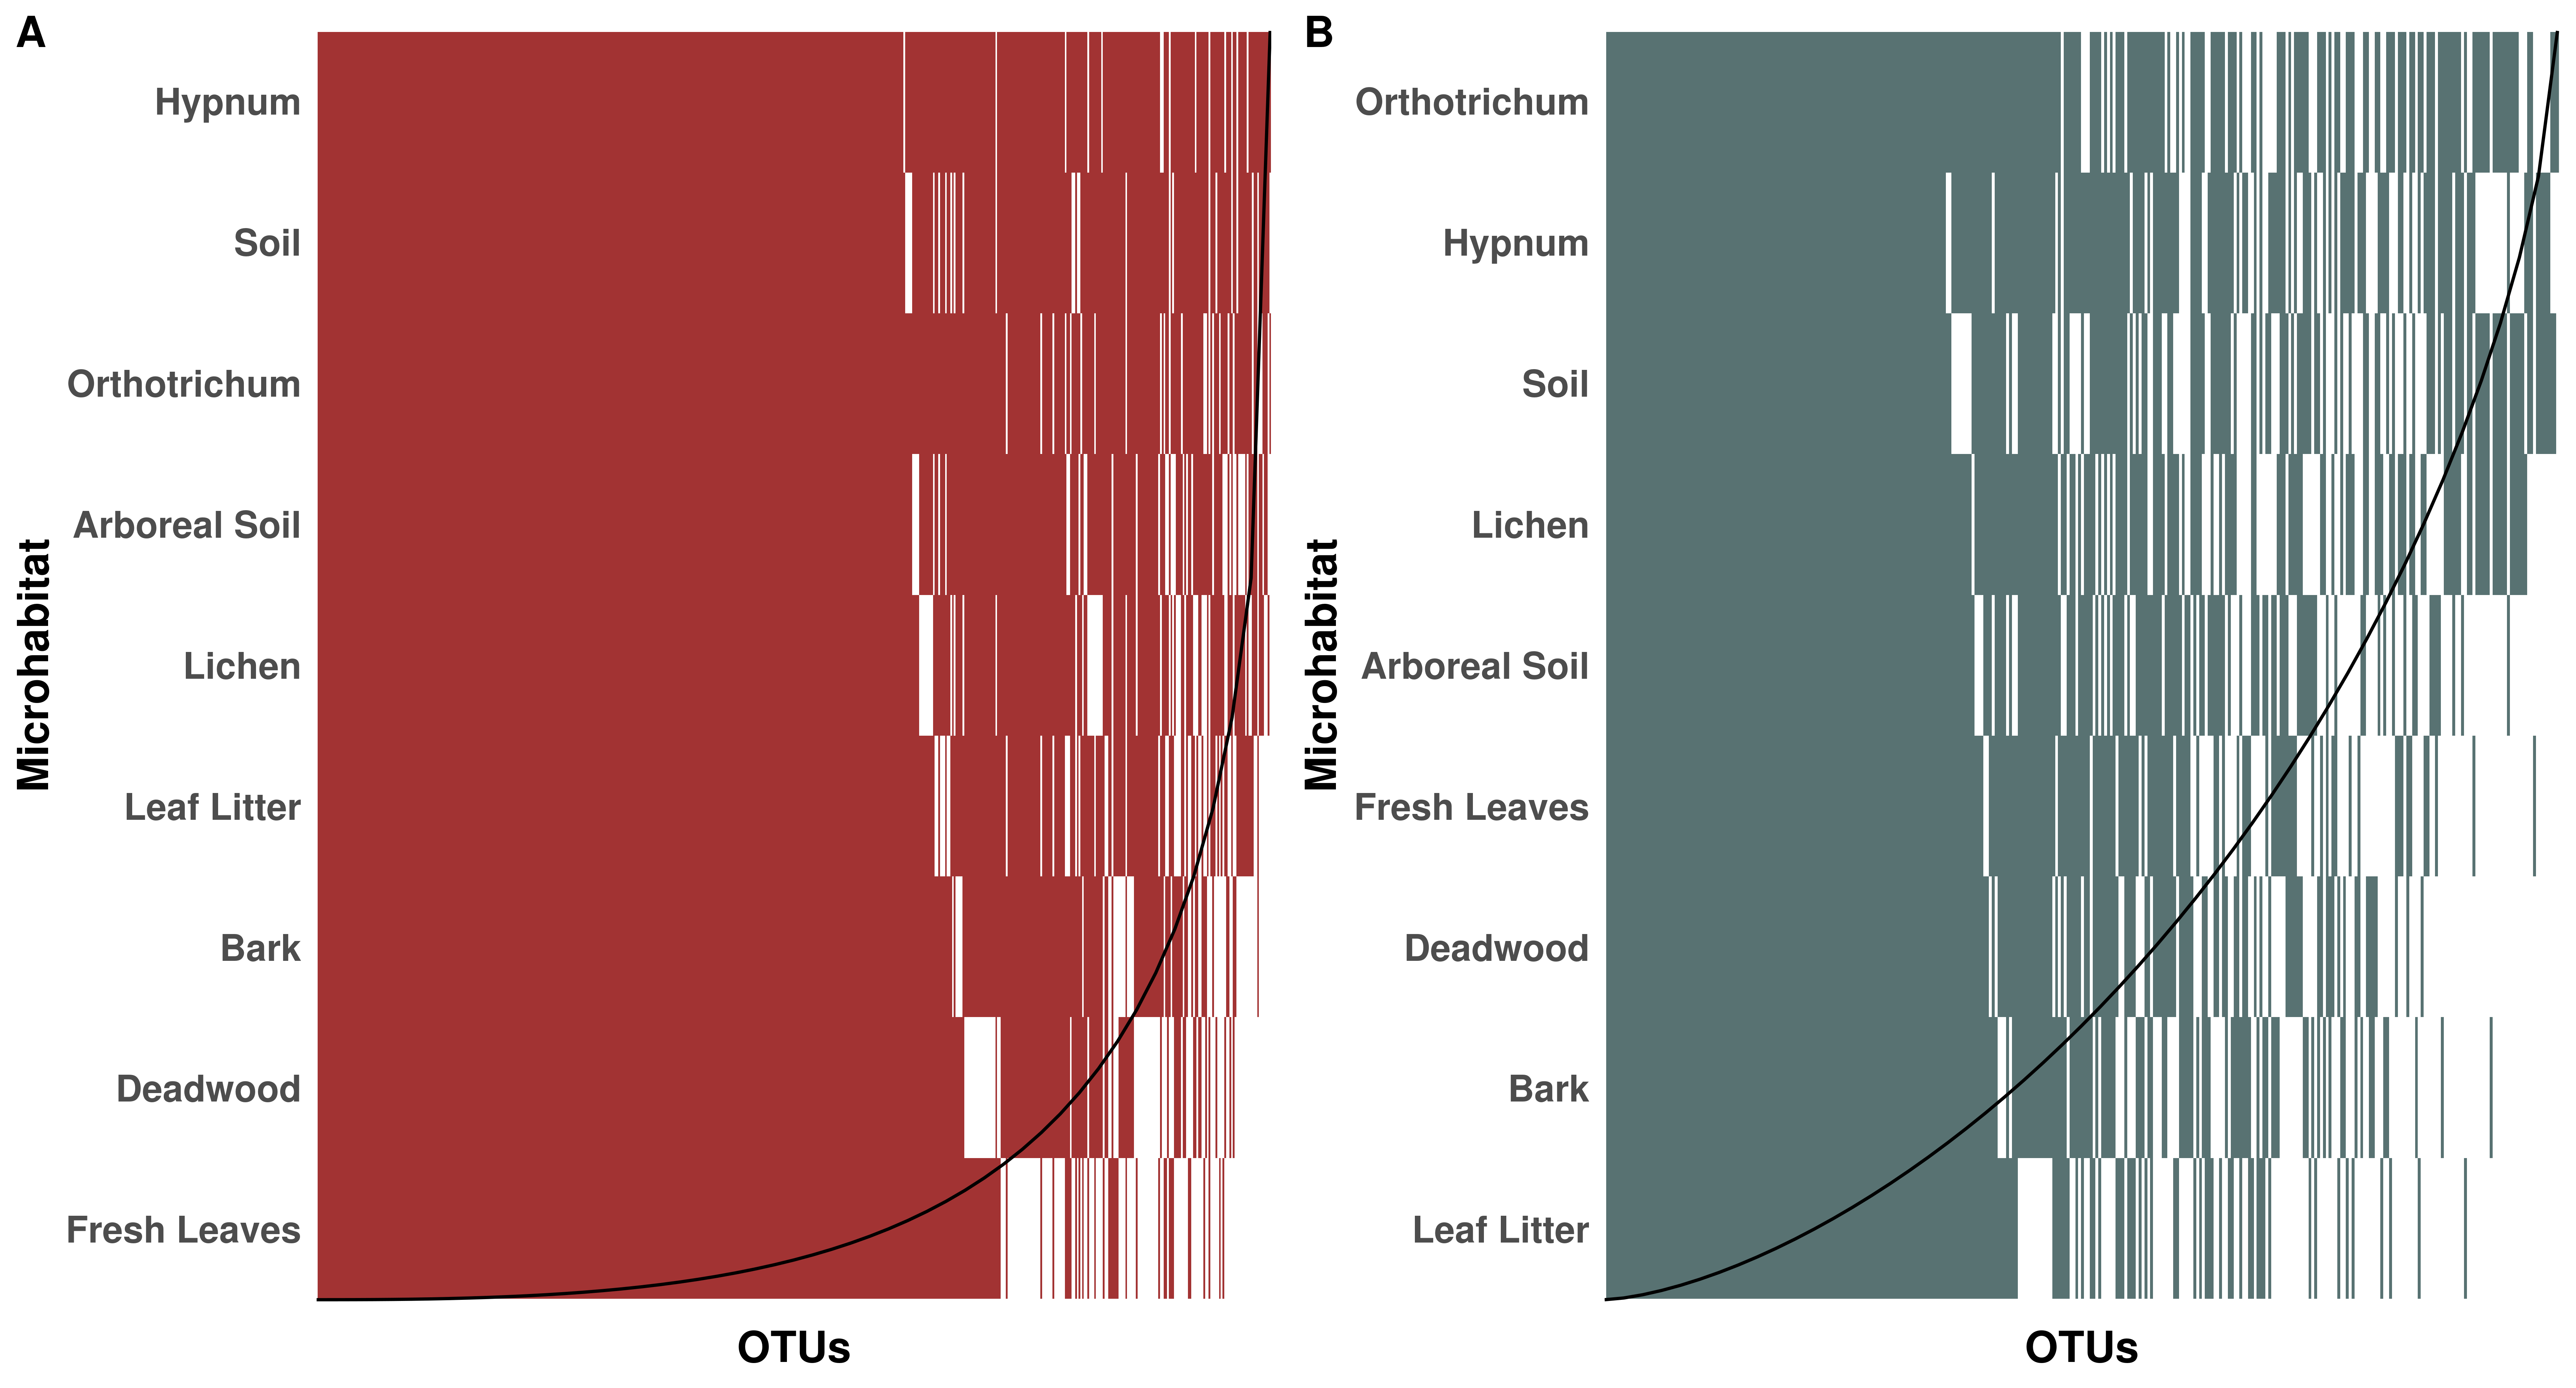 A
Hypnum
Soil
Orthotrichum
Arboreal Soil
Lichen
Leaf Litter
Bark
Deadwood
Fresh Leaves
Microhabitat
OTUs
B
Orthotrichum
Hypnum
Soil
Lichen
Arboreal Soil
Fresh Leaves
Deadwood
Bark
Leaf Litter
Microhabitat
OTUs